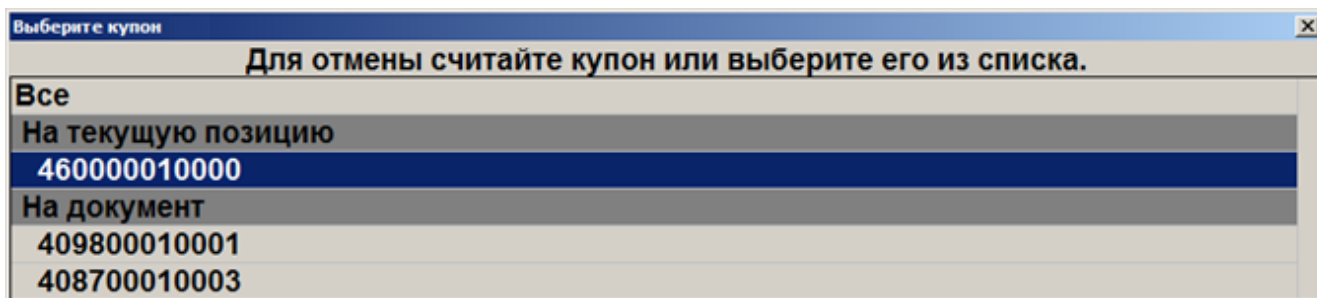 Выберите купон
Для отмены считайте купон или выберите его из списка.
Все
На текущую позицию
460000010000
На документ
409800010001
408700010003